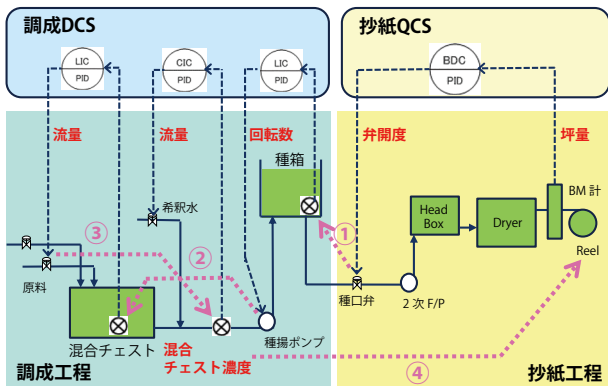 調成DCS
抄紙QCS
LIC
PID
CIC
PID
LIC
PID
BDC
PID
流量
流量
回転数
弁開度
坪量
種箱
希釈水
BM 計
Head
Box
Dryer
Reel
①
②
③
原料
種口弁
2 次 F/P
混合チェスト
混合
チェスト濃度
種揚ポンプ
④
調成工程
抄紙工程